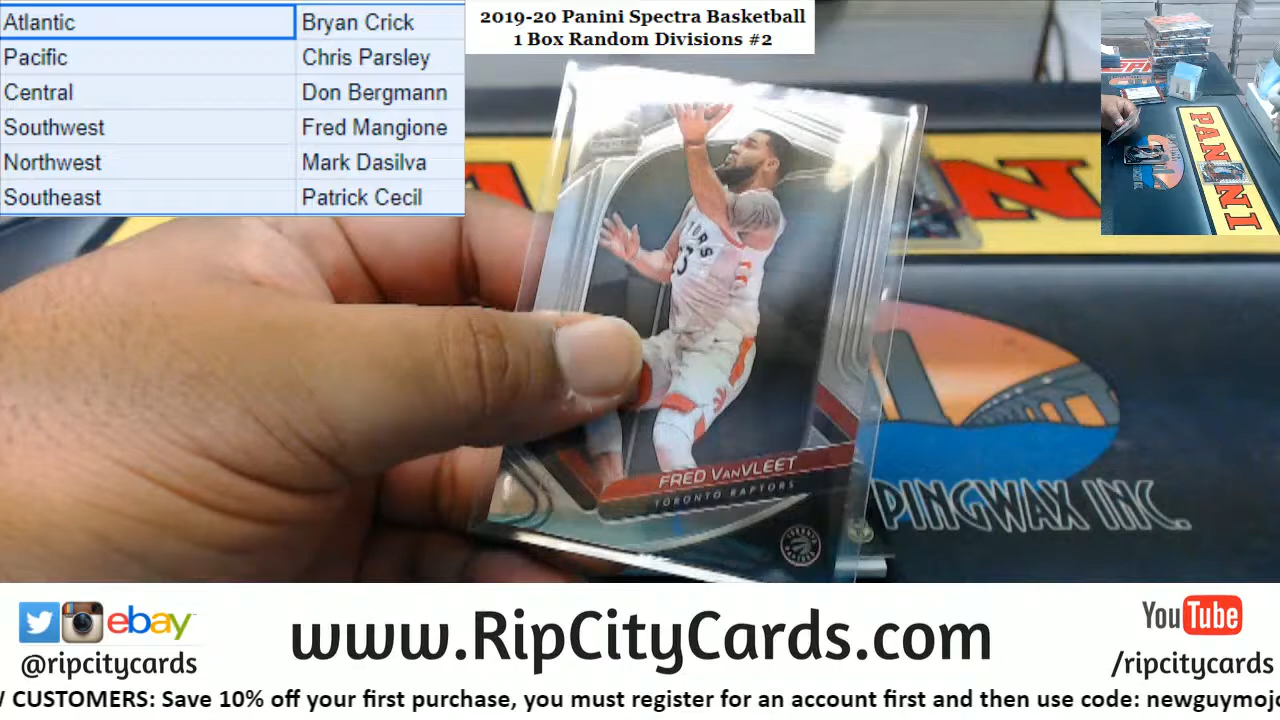 Atlantic Bryan Crick
Pacific Chris Parsley
Central Don Bergmann
Southwest Fred Mangione
Northwest Mark Dasilva
Southeast Patrick Cecil
2019-20 Panini Spectra Basketball
1 Box Random Divisions #2
PANINI
FRED VANVLEET
TORONTO RAPTORS
PINGWAX INC.
ebay
@ripcitycards
www.RipCityCards.com
YouTube
/ripcitycards
CUSTOMERS: Save 10% off your first purchase, you must register for an account first and then use code: newguymojo